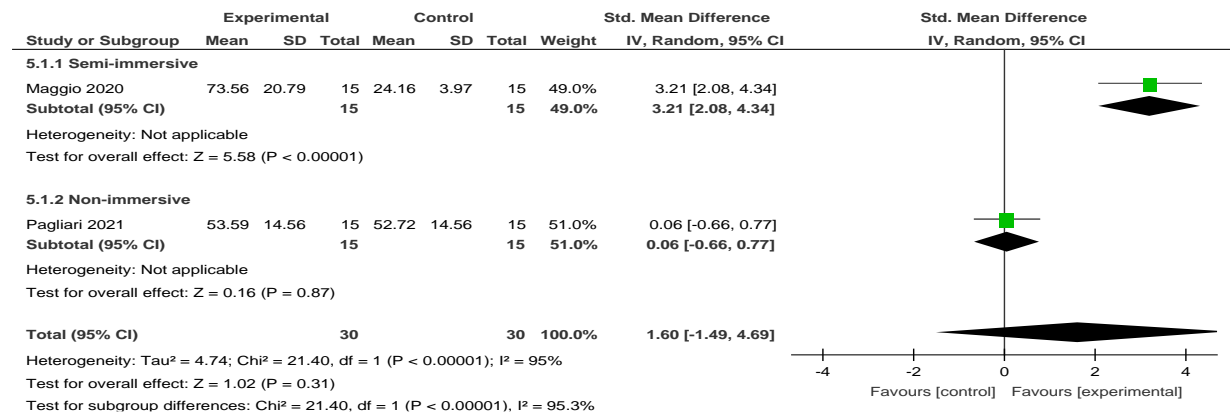 Experimental Control Std. Mean Difference Std. Mean Difference
Study or Subgroup Mean SD Total Mean SD Total Weight IV, Random, 95% CI IV, Random, 95% CI
5.1.1 Semi-immersive
Maggio 2020 73.56 20.79 15 24.16 3.97 15 49.0% 3.21 [2.08, 4.34]
Subtotal (95% CI) 15 15 49.0% 3.21 [2.08, 4.34]
Heterogeneity: Not applicable
Test for overall effect: Z = 5.58 (P < 0.00001)
5.1.2 Non-immersive
Pagliari 2021 53.59 14.56 15 52.72 14.56 15 51.0% 0.06 [-0.66, 0.77]
Subtotal (95% CI) 15 15 51.0% 0.06 [-0.66, 0.77]
Heterogeneity: Not applicable
Test for overall effect: Z = 0.16 (P = 0.87)
Total (95% CI) 30 30 100.0% 1.60 [-1.49, 4.69]
Heterogeneity: Tau² = 4.74; Chi² = 21.40, df = 1 (P < 0.00001); I² = 95%
Test for overall effect: Z = 1.02 (P = 0.31)
Test for subgroup differences: Chi² = 21.40, df = 1 (P < 0.00001), I² = 95.3%
-4 -2 0 2 4
Favours [control] Favours [experimental]